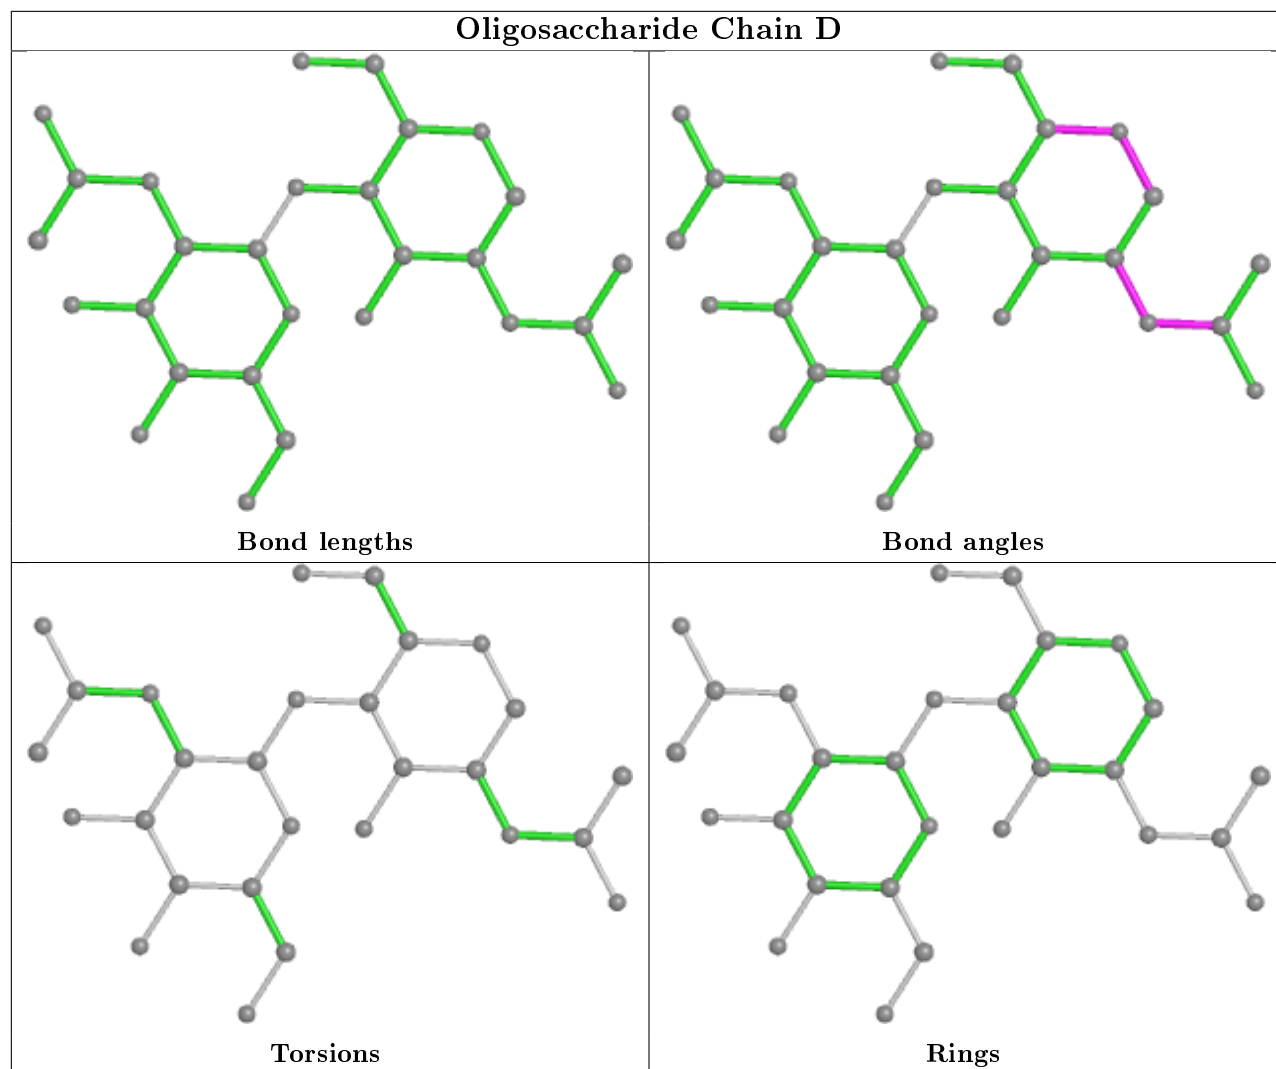 Oligosaccharide Chain D
Bond lengths
Bond angles
Torsions
Rings